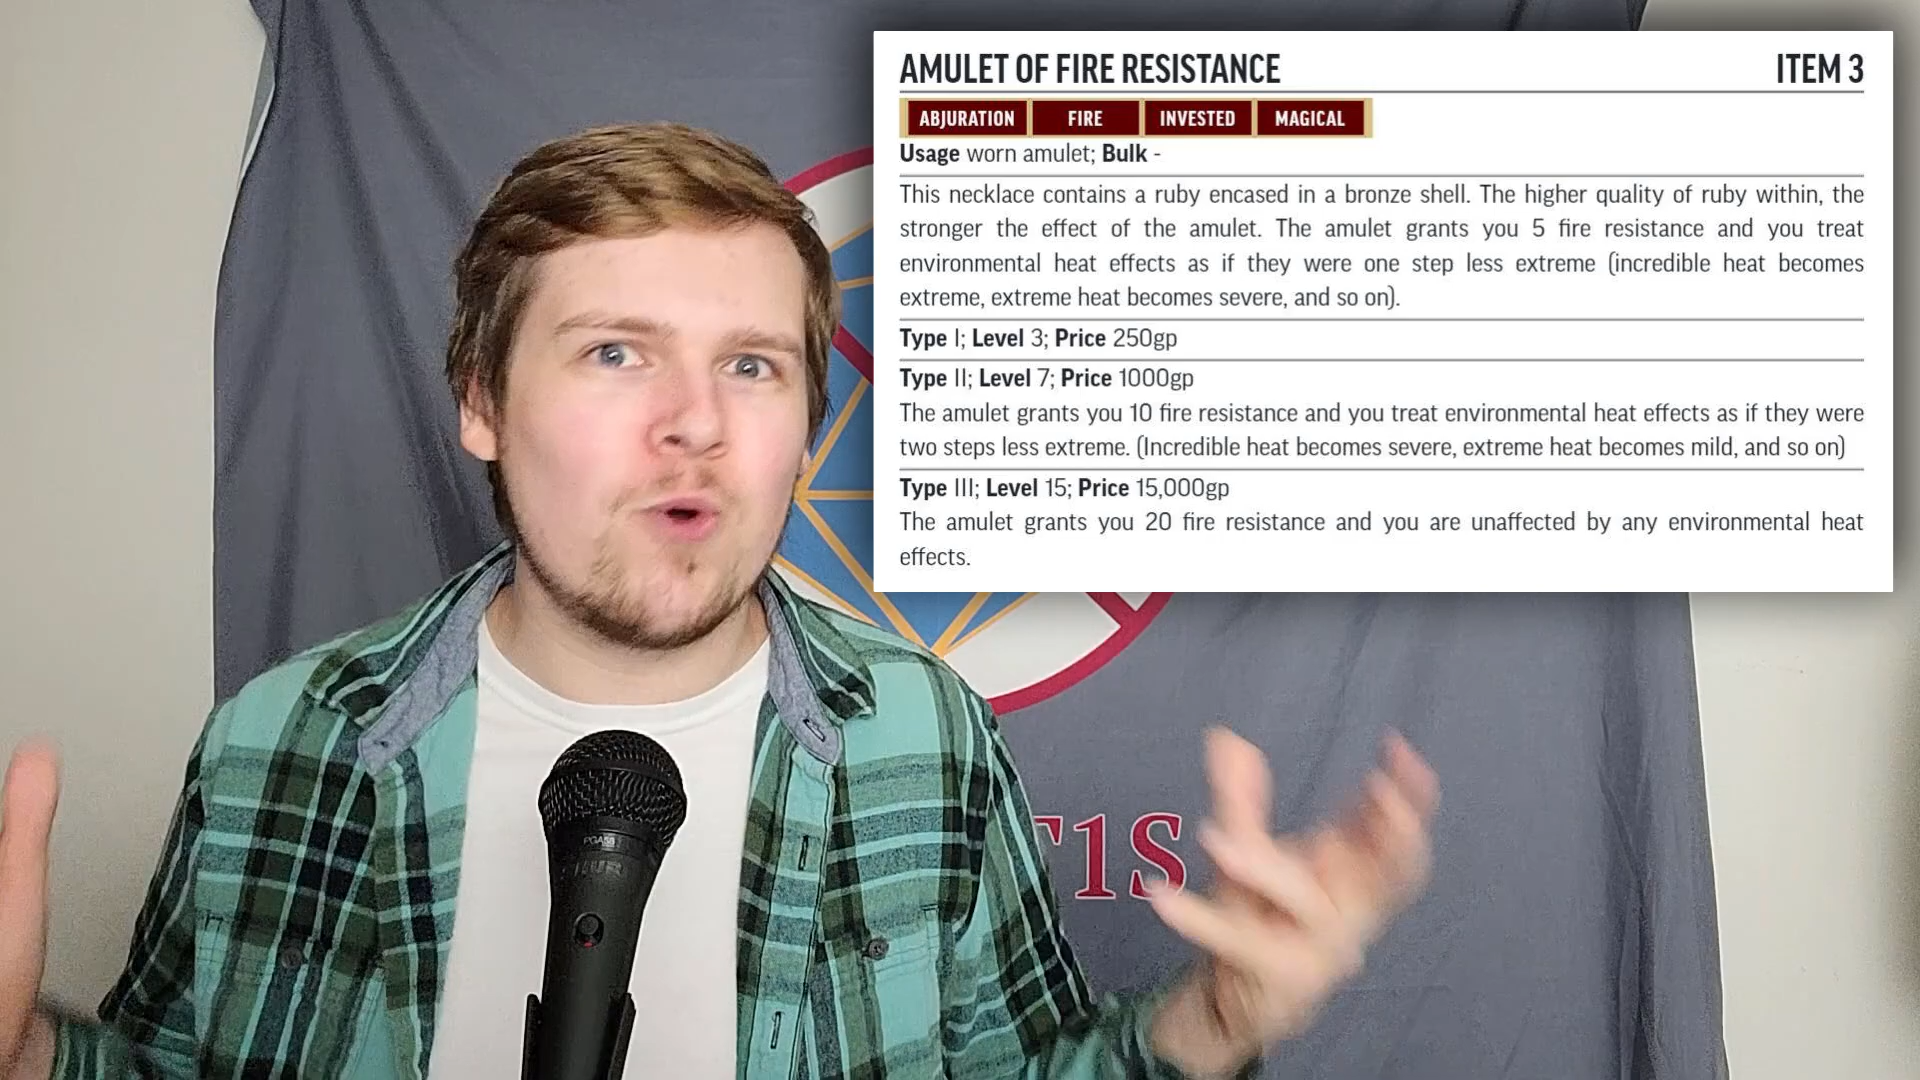 AMULET OF FIRE RESISTANCE ITEM 3
ABJURATION FIRE INVESTED MAGICAL
Usage worn amulet; Bulk -
This necklace contains a ruby encased in a bronze shell. The higher quality of ruby within, the
stronger the effect of the amulet. The amulet grants you 5 fire resistance and you treat
environmental heat effects as if they were one step less extreme (incredible heat becomes
extreme, extreme heat becomes severe, and so on).
Type I; Level 3; Price 250gp
Type II; Level 7; Price 1000gp
The amulet grants you 10 fire resistance and you treat environmental heat effects as if they were
two steps less extreme. (Incredible heat becomes severe, extreme heat becomes mild, and so on)
Type III; Level 15; Price 15,000gp
The amulet grants you 20 fire resistance and you are unaffected by any environmental heat
effects.
PGA58
T1S